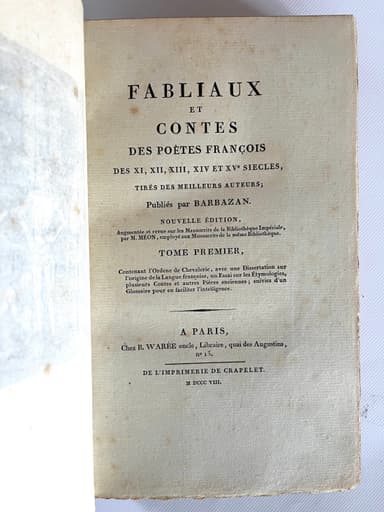 FABLIAUX
ET
CONTES
DES POËTES FRANÇOIS
DES XI, XII, XIII, XIV ET XVe SIECLES,
TIRÉS DES MEILLEURS AUTEURS;
Publiés par BARBAZAN.
NOUVELLE ÉDITION,
Augmentée et revue sur les Manuscrits de la Bibliothèque Impériale,
par M. MÉON, employé aux Manuscrits de la même Bibliothèque.
TOME PREMIER,
Contenant l'Ordene de Chevalerie, avec une Dissertation sur
l'origine de la Langue françoise, un Essai sur les Étymologies,
plusieurs Contes et autres Pièces anciennes; suivies d'un
Glossaire pour en faciliter l'intelligence.
A PARIS,
Chez B. WARÉE oncle, Libraire, quai des Augustins,
n° 13.
DE L'IMPRIMERIE DE CRAPELET.
M DCCC VIII.